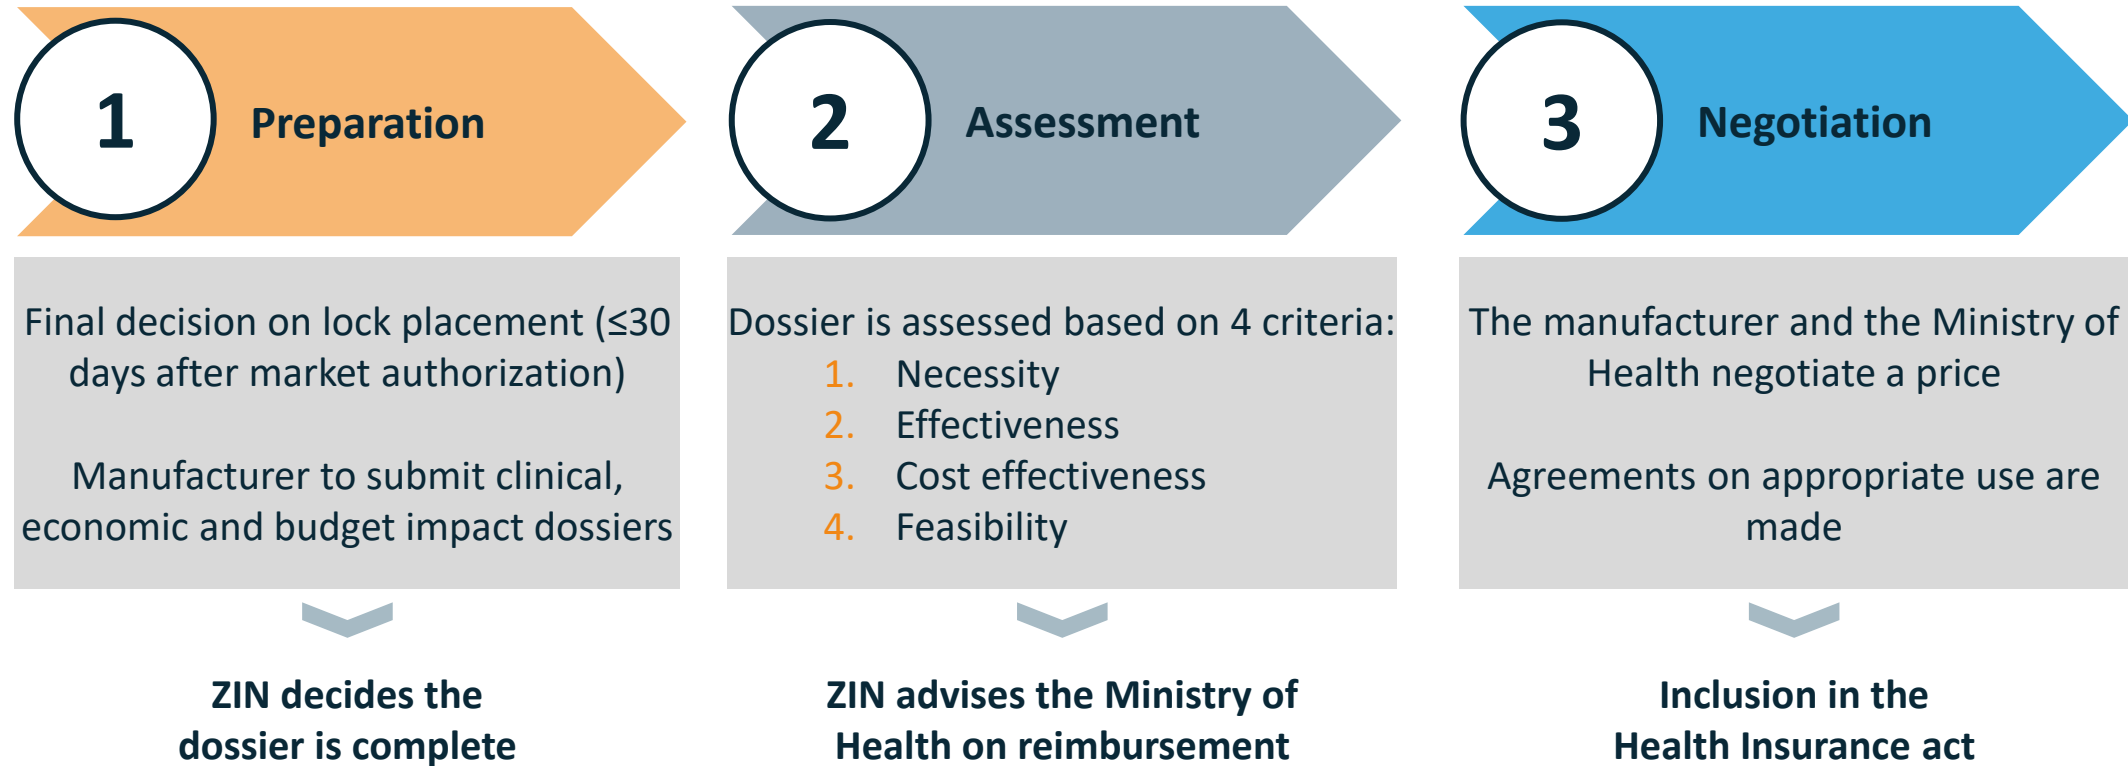 1
Preparation
Final decision on lock placement (≤30
days after market authorization)
Manufacturer to submit clinical,
economic and budget impact dossiers
ZIN decides the
dossier is complete
2
Assessment
Dossier is assessed based on 4 criteria:
1. Necessity
2. Effectiveness
3. Cost effectiveness
4. Feasibility
ZIN advises the Ministry of
Health on reimbursement
3
Negotiation
The manufacturer and the Ministry of
Health negotiate a price
Agreements on appropriate use are
made
Inclusion in the
Health Insurance act